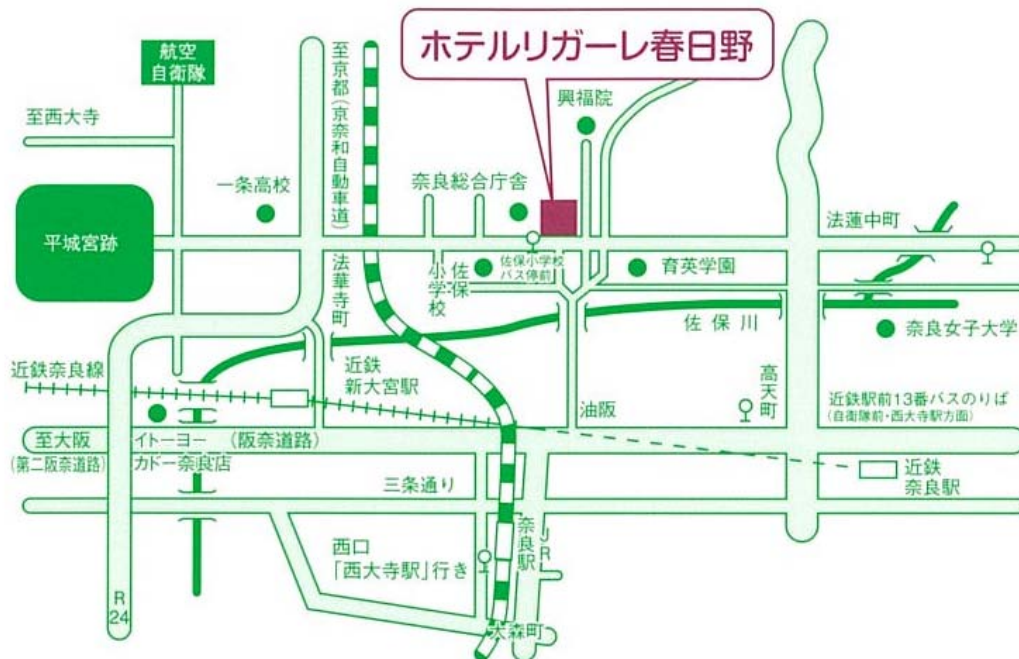 ホテルリガーレ春日野
航空
自衛隊
至京都(京奈和自動車道)
興福院
至西大寺
一条高校
奈良総合庁舎
平城宮跡
法蓮中町
佐保小学校
バス停前
佐保
小学校
育英学園
法華寺町
佐保川
奈良女子大学
近鉄奈良線
近鉄
新大宮駅
高天町
油阪
近鉄駅前13番バスのりば
(自衛隊前・西大寺駅方面)
至大阪
(第二阪奈道路)
イトーヨー
カドー奈良店
(阪奈道路)
近鉄
奈良駅
三条通り
JR
奈良駅
西口
「西大寺駅」行き
R
24
大森町